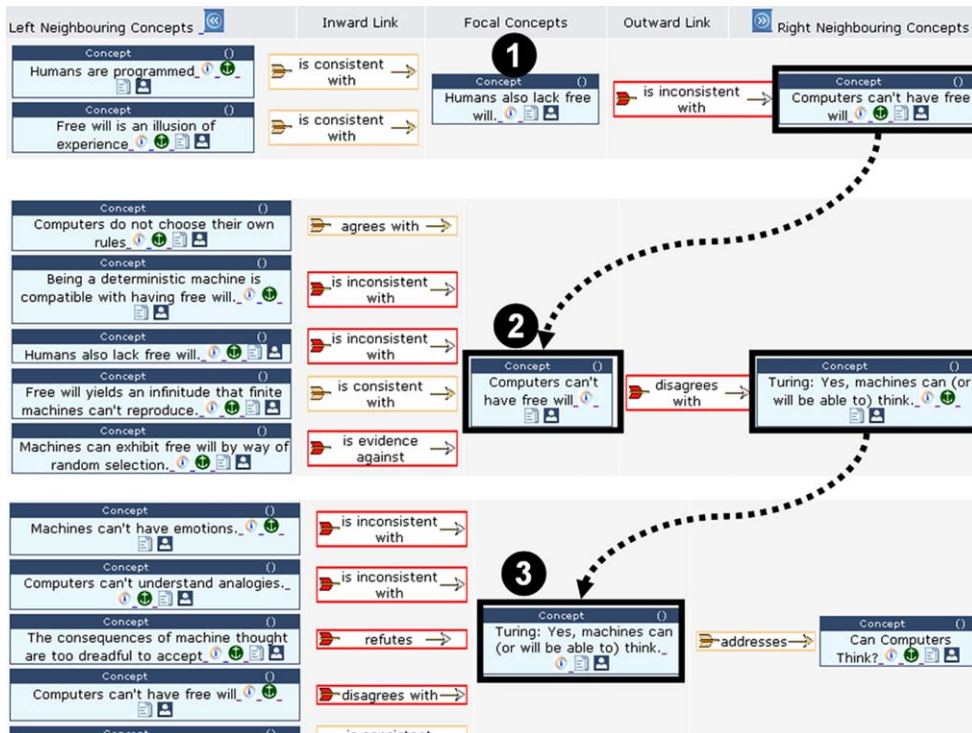 Left Neighbouring Concepts Inward Link Focal Concepts Outward Link Right Neighbouring Concepts
1
Concept ()
Humans are programmed
is consistent
with
Concept ()
Humans also lack free
will.
is inconsistent
with
Concept ()
Computers can't have free
will
Concept ()
Free will is an illusion of
experience
is consistent
with
2
Concept ()
Computers do not choose their own
rules
agrees with
Concept ()
Being a deterministic machine is
compatible with having free will.
is inconsistent
with
Concept ()
Humans also lack free will.
is inconsistent
with
Concept ()
Computers can't
have free will
disagrees
with
Concept ()
Turing: Yes, machines can (or
will be able to) think.
Concept ()
Free will yields an infinitude that finite
machines can't reproduce.
is consistent
with
Concept ()
Machines can exhibit free will by way of
random selection.
is evidence
against
3
Concept ()
Machines can't have emotions.
is inconsistent
with
Concept ()
Computers can't understand analogies.
is inconsistent
with
Concept ()
The consequences of machine thought
are too dreadful to accept
refutes
Concept ()
Turing: Yes, machines can
(or will be able to) think.
addresses
Concept ()
Can Computers
Think?
Concept ()
Computers can't have free will
disagrees with
Concept ()
is consistent